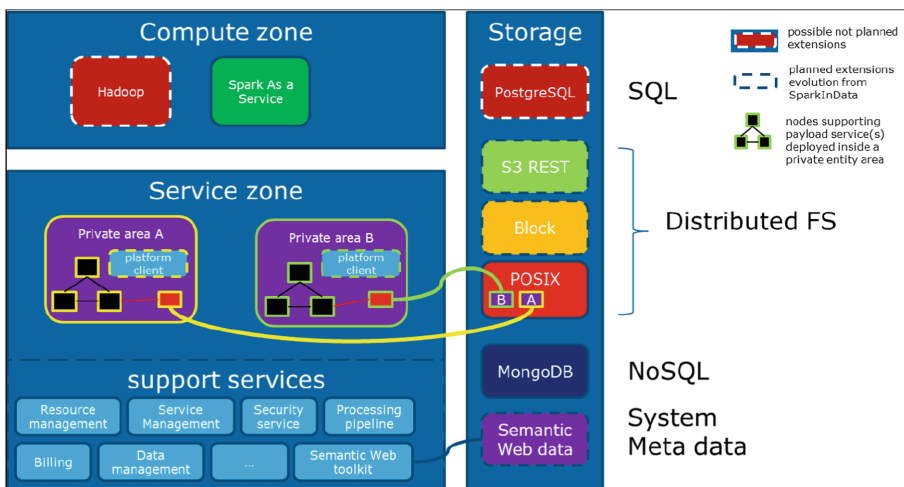 Compute zone
Hadoop
Spark As a
Service
Storage
PostgreSQL
SQL
S3 REST
Block
POSIX
B
A
Distributed FS
MongoDB
NoSQL
Semantic
Web data
System
Meta data
possible not planned
extensions
planned extensions
evolution from
SparkInData
nodes supporting
payload service(s)
deployed inside a
private entity area
Service zone
Private area A
platform
client
Private area B
platform
client
support services
Resource
management
Service
Management
Security
service
Processing
pipeline
Billing
Data
management
...
Semantic Web
toolkit